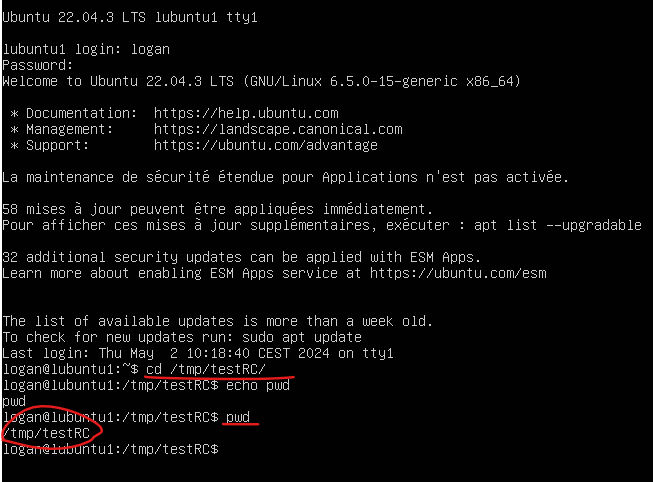 Ubuntu 22.04.3 LTS lubuntu1 tty1
lubuntu1 login: logan
Password:
Welcome to Ubuntu 22.04.3 LTS (GNU/Linux 6.5.0-15-generic x86_64)
* Documentation:  https://help.ubuntu.com
* Management:     https://landscape.canonical.com
* Support:        https://ubuntu.com/advantage
La maintenance de sécurité étendue pour Applications n'est pas activée.
58 mises à jour peuvent être appliquées immédiatement.
Pour afficher ces mises à jour supplémentaires, exécuter : apt list --upgradable
32 additional security updates can be applied with ESM Apps.
Learn more about enabling ESM Apps service at https://ubuntu.com/esm
The list of available updates is more than a week old.
To check for new updates run: sudo apt update
Last login: Thu May  2 10:18:40 CEST 2024 on tty1
logan@lubuntu1:~$ cd /tmp/testRC/
logan@lubuntu1:/tmp/testRC$ echo pwd
pwd
logan@lubuntu1:/tmp/testRC$ pwd
/tmp/testRC
logan@lubuntu1:/tmp/testRC$